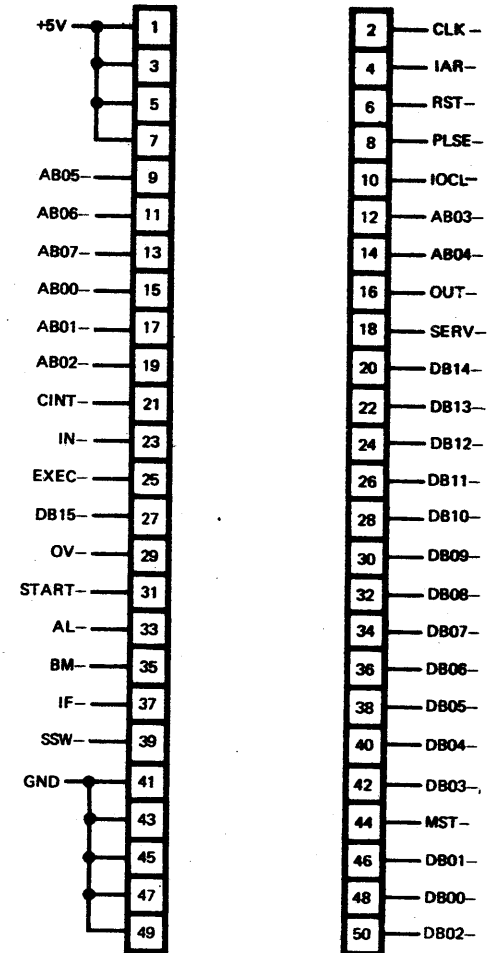 +5V 1 2 CLK–
3 4 IAR–
5 6 RST–
7 8 PLSE–
AB05– 9 10 IOCL–
AB06– 11 12 AB03–
AB07– 13 14 AB04–
AB00– 15 16 OUT–
AB01– 17 18 SERV–
AB02– 19 20 DB14–
CINT– 21 22 DB13–
IN– 23 24 DB12–
EXEC– 25 26 DB11–
DB15– 27 28 DB10–
OV– 29 30 DB09–
START– 31 32 DB08–
AL– 33 34 DB07–
BM– 35 36 DB06–
IF– 37 38 DB05–
SSW– 39 40 DB04–
GND 41 42 DB03–
43 44 MST–
45 46 DB01–
47 48 DB00–
49 50 DB02–